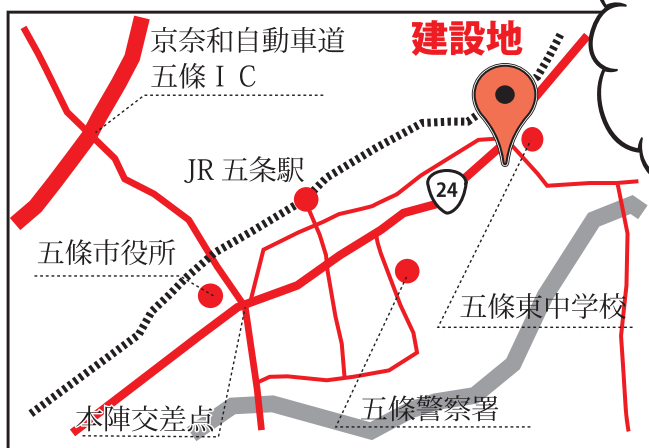 京奈和自動車道
五條ＩＣ
建設地
JR 五条駅
24
五條市役所
五條東中学校
本陣交差点
五條警察署